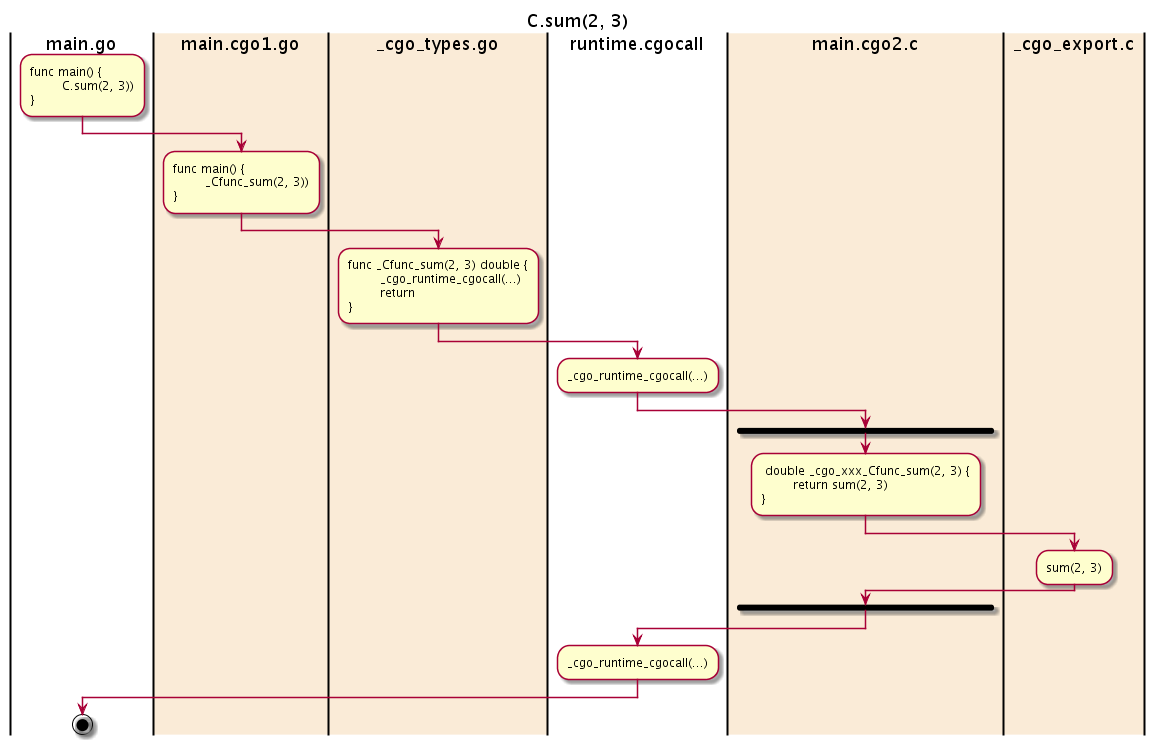 C.sum(2, 3)
main.go
main.cgo1.go
_cgo_types.go
runtime.cgocall
main.cgo2.c
_cgo_export.c
func main() {
C.sum(2, 3))
}
func main() {
_Cfunc_sum(2, 3))
}
func _Cfunc_sum(2, 3) double {
_cgo_runtime_cgocall(...)
return
}
_cgo_runtime_cgocall(...)
double _cgo_xxx_Cfunc_sum(2, 3) {
return sum(2, 3)
}
sum(2, 3)
_cgo_runtime_cgocall(...)